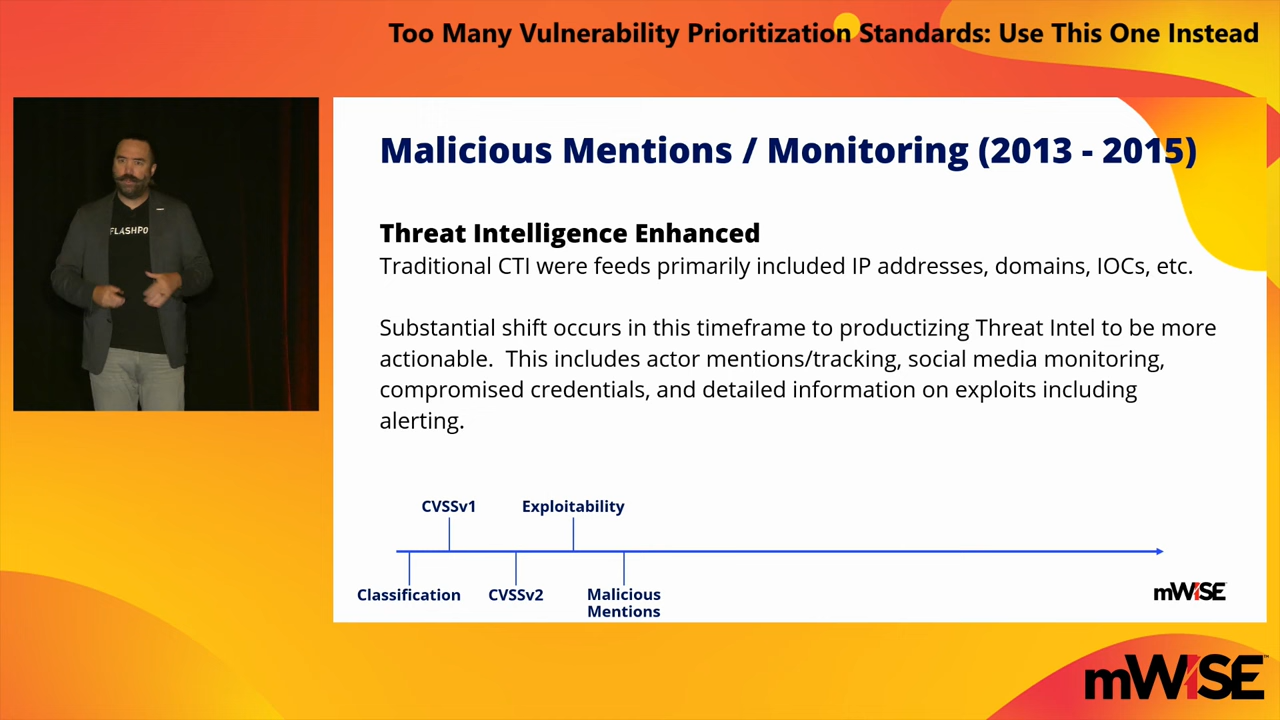 Too Many Vulnerability Prioritization Standards: Use This One Instead
FLASHPO
Malicious Mentions / Monitoring (2013 - 2015)
Threat Intelligence Enhanced
Traditional CTI were feeds primarily included IP addresses, domains, IOCs, etc.
Substantial shift occurs in this timeframe to productizing Threat Intel to be more
actionable.  This includes actor mentions/tracking, social media monitoring,
compromised credentials, and detailed information on exploits including
alerting.
CVSSv1
Exploitability
Classification
CVSSv2
Malicious
Mentions
mWISE
mWISE™